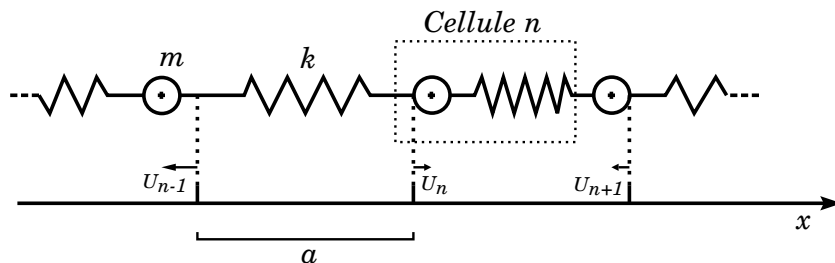 Cellule n
m
k
U_{n-1}
U_n
U_{n+1}
x
a